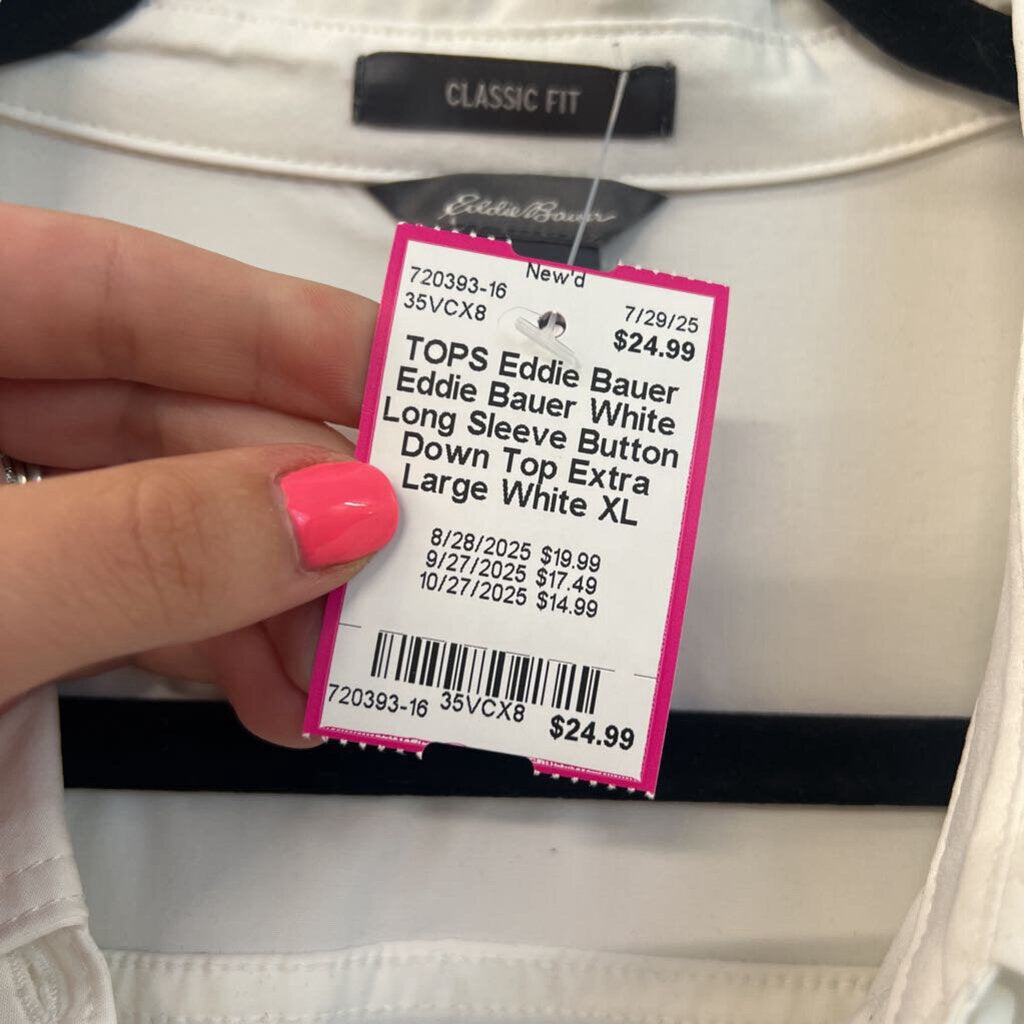 CLASSIC FIT
Eddie Bauer
New'd
720393-16
35VCX8
7/29/25
$24.99
TOPS Eddie Bauer
Eddie Bauer White
Long Sleeve Button
Down Top Extra
Large White XL
8/28/2025 $19.99
9/27/2025 $17.49
10/27/2025 $14.99
720393-16 35VCX8 $24.99